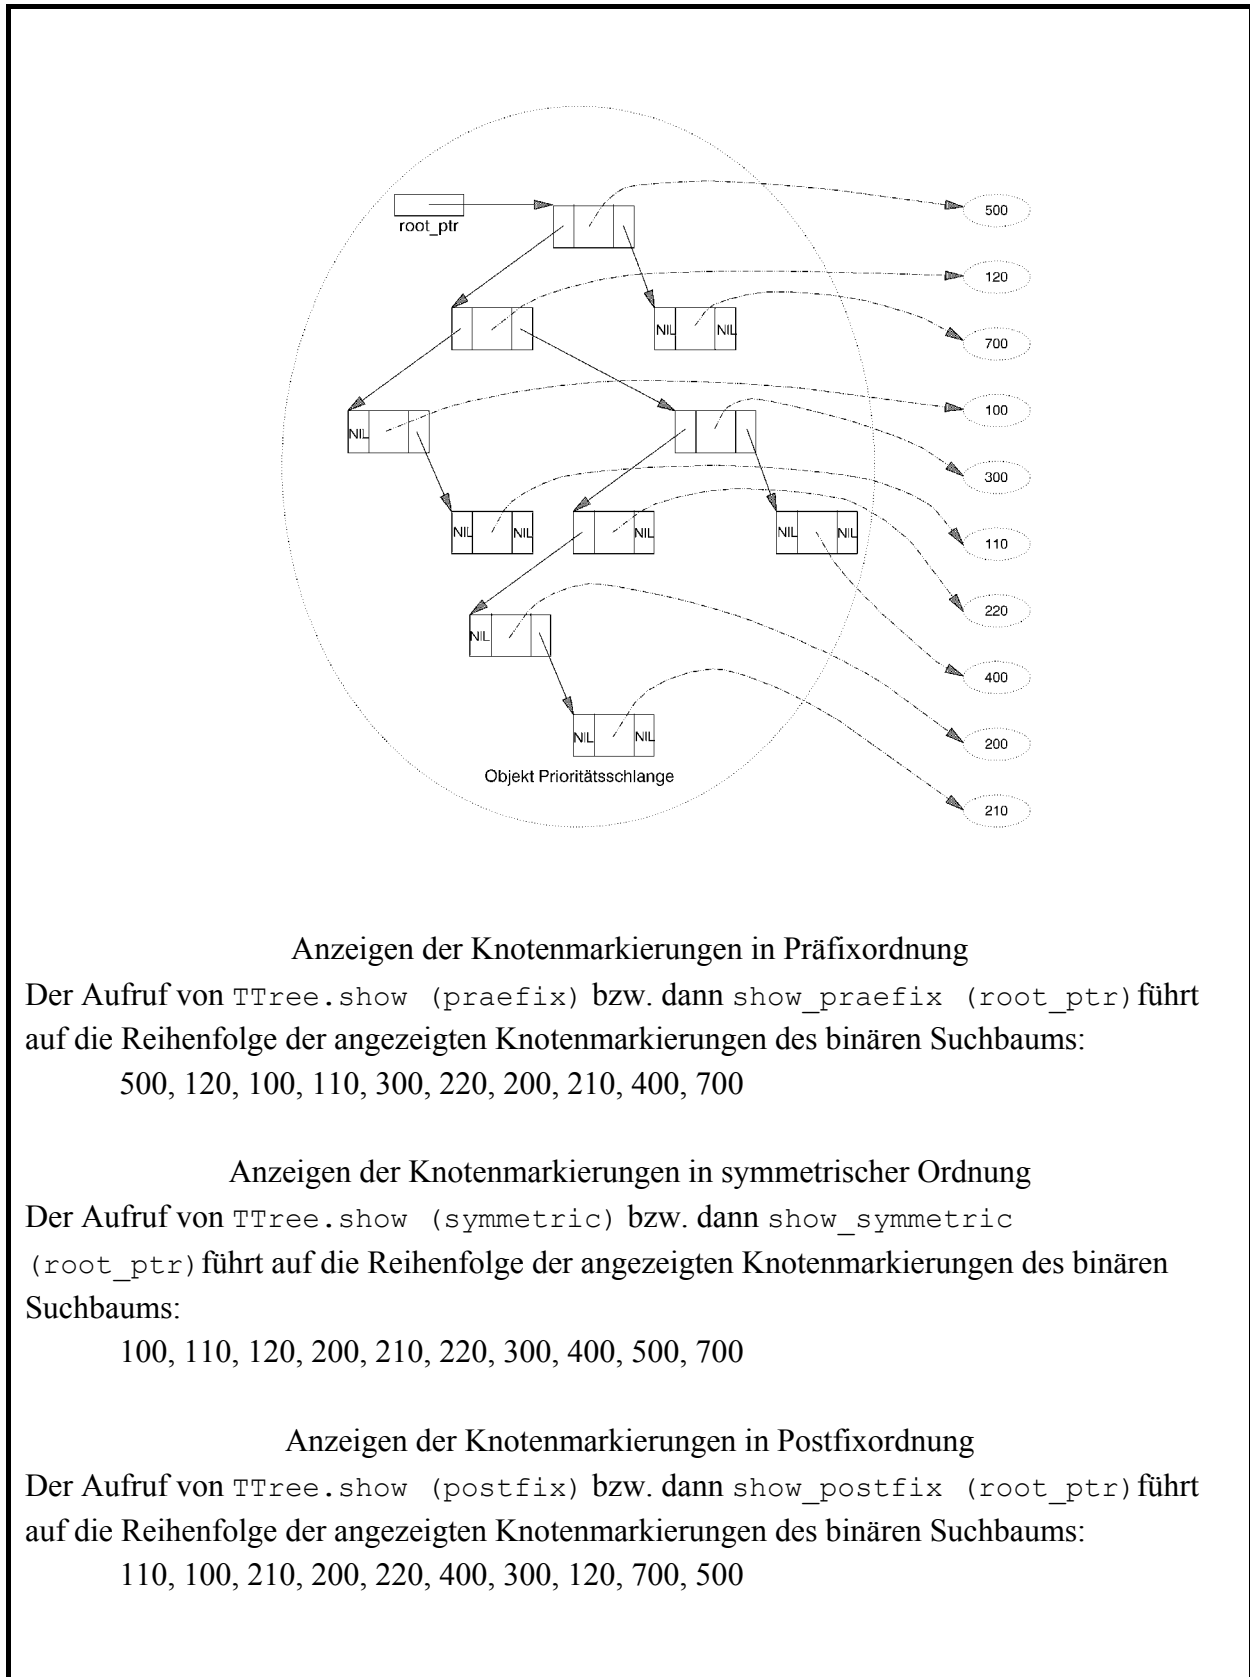 500
root_ptr
120
NIL NIL
700
100
NIL
300
NIL NIL NIL NIL NIL
110
220
NIL
400
NIL NIL
200
Objekt Prioritätsschlange
210
Anzeigen der Knotenmarkierungen in Präfixordnung
Der Aufruf von TTree.show (praefix) bzw. dann show_praefix (root_ptr)führt
auf die Reihenfolge der angezeigten Knotenmarkierungen des binären Suchbaums:
500, 120, 100, 110, 300, 220, 200, 210, 400, 700
Anzeigen der Knotenmarkierungen in symmetrischer Ordnung
Der Aufruf von TTree.show (symmetric) bzw. dann show_symmetric
(root_ptr)führt auf die Reihenfolge der angezeigten Knotenmarkierungen des binären
Suchbaums:
100, 110, 120, 200, 210, 220, 300, 400, 500, 700
Anzeigen der Knotenmarkierungen in Postfixordnung
Der Aufruf von TTree.show (postfix) bzw. dann show_postfix (root_ptr)führt
auf die Reihenfolge der angezeigten Knotenmarkierungen des binären Suchbaums:
110, 100, 210, 200, 220, 400, 300, 120, 700, 500